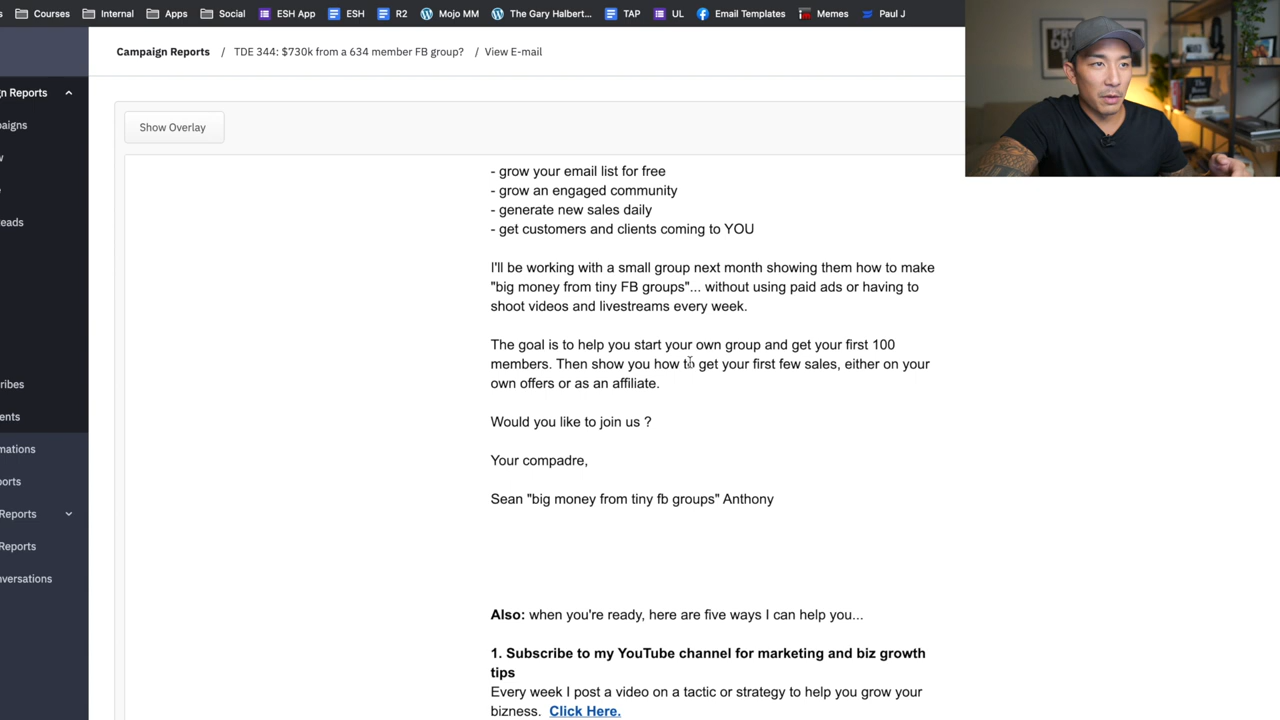 Courses
Internal
Apps
Social
ESH App
ESH
R2
Mojo MM
The Gary Halbert...
TAP
UL
Email Templates
Memes
Paul J
Campaign Reports / TDE 344: $730k from a 634 member FB group? / View E-mail
gn Reports
aigns
eads
ribes
ents
mations
ports
Reports
Reports
nversations
Show Overlay
- grow your email list for free
- grow an engaged community
- generate new sales daily
- get customers and clients coming to YOU
I'll be working with a small group next month showing them how to make
"big money from tiny FB groups"... without using paid ads or having to
shoot videos and livestreams every week.
The goal is to help you start your own group and get your first 100
members. Then show you how to get your first few sales, either on your
own offers or as an affiliate.
Would you like to join us ?
Your compadre,
Sean "big money from tiny fb groups" Anthony
Also: when you're ready, here are five ways I can help you...
1. Subscribe to my YouTube channel for marketing and biz growth
tips
Every week I post a video on a tactic or strategy to help you grow your
bizness. Click Here.